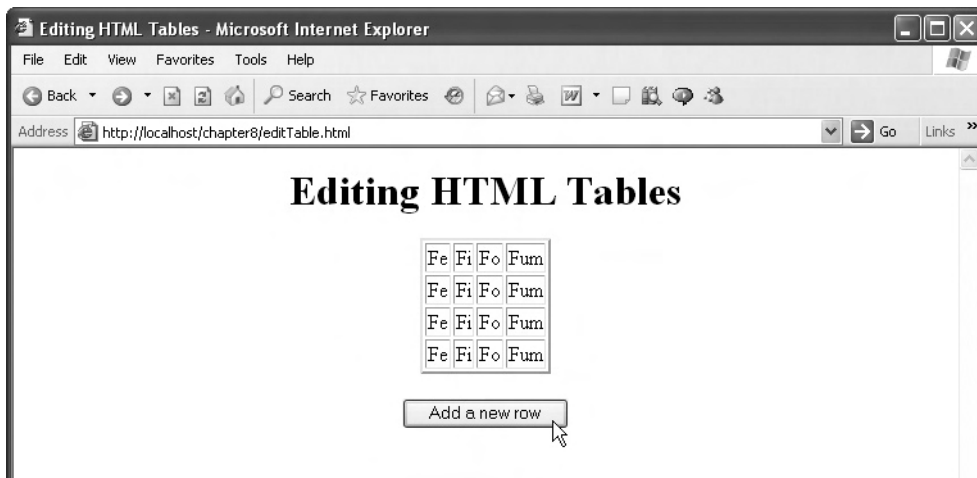 Editing HTML Tables - Microsoft Internet Explorer
File Edit View Favorites Tools Help
Back Search Favorites W
Address http://localhost/chapter8/editTable.html Go Links »
Editing HTML Tables
Fe Fi Fo Fum
Fe Fi Fo Fum
Fe Fi Fo Fum
Fe Fi Fo Fum
Add a new row